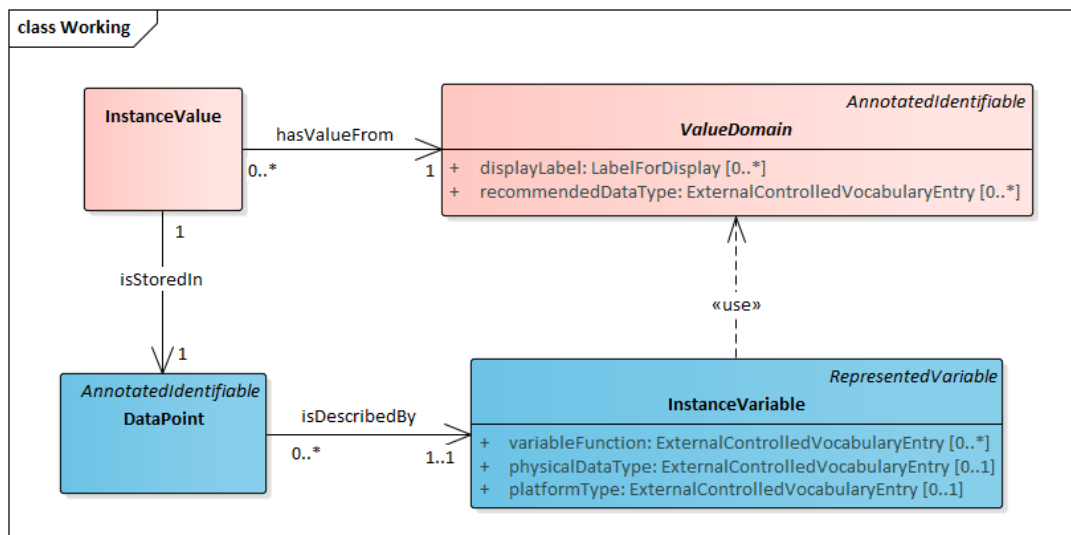 class Working
InstanceValue
hasValueFrom
0..*
1
AnnotatedIdentifiable
ValueDomain
+ displayLabel: LabelForDisplay [0..*]
+ recommendedDataType: ExternalControlledVocabularyEntry [0..*]
1
isStoredIn
1
«use»
AnnotatedIdentifiable
DataPoint
isDescribedBy
0..*
1..1
RepresentedVariable
InstanceVariable
+ variableFunction: ExternalControlledVocabularyEntry [0..*]
+ physicalDataType: ExternalControlledVocabularyEntry [0..1]
+ platformType: ExternalControlledVocabularyEntry [0..1]